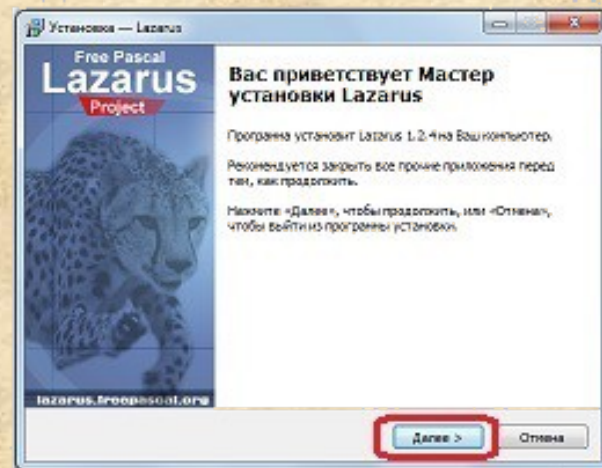 Установка — Lazarus
Free Pascal
Lazarus
Project
Вас приветствует Мастер
установки Lazarus
Программа установит Lazarus 1.2.4 на Ваш компьютер.
Рекомендуется закрыть все прочие приложения перед
тем, как продолжить.
Нажмите «Далее», чтобы продолжить, или «Отмена»,
чтобы выйти из программы установки.
lazarus.freepascal.org
Далее >
Отмена